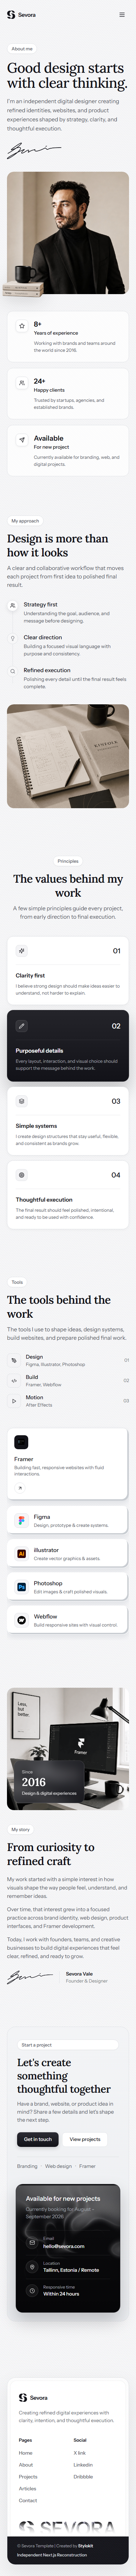 Sevora
About me
Good design starts
with clear thinking.
I'm an independent digital designer creating
refined identities, websites, and product
experiences shaped by strategy, clarity, and
thoughtful execution.
8+
Years of experience
Working with brands and teams around
the world since 2016.
24+
Happy clients
Trusted by startups, agencies, and
established brands.
Available
For new project
Currently available for branding, web, and
digital projects.
My approach
Design is more than
how it looks
A clear and collaborative workflow that moves
each project from first idea to polished final
result.
Strategy first
Understanding the goal, audience, and
message before designing.
Clear direction
Building a focused visual language with
purpose and consistency.
Refined execution
Polishing every detail until the final result feels
complete.
Principles
The values behind my
work
A few simple principles guide every project,
from early direction to final execution.
01
Clarity first
I believe strong design should make ideas easier to
understand, not harder to explain.
02
Purposeful details
Every layout, interaction, and visual choice should
support the message behind the work.
03
Simple systems
I create design structures that stay useful, flexible,
and consistent as brands grow.
04
Thoughtful execution
The final result should feel polished, intentional,
and ready to be used with confidence.
Tools
The tools behind the
work
The tools I use to shape ideas, design systems,
build websites, and prepare polished final work.
Design
Figma, Illustrator, Photoshop
01
Build
Framer, Webflow
02
Motion
After Effects
03
Framer
Building fast, responsive websites with fluid
interactions.
Figma
Design, prototype & create systems.
Ai
illustrator
Create vector graphics & assets.
Ps
Photoshop
Edit images & craft polished visuals.
Webflow
Build responsive sites with visual control.
Less,
but
better.
Framer
Since
2016
Design & digital experiences
My story
From curiosity to
refined craft
My work started with a simple interest in how
visuals shape the way people feel, understand, and
remember ideas.
Over time, that interest grew into a focused
practice across brand identity, web design, product
interfaces, and Framer development.
Today, I work with founders, teams, and creative
businesses to build digital experiences that feel
clear, refined, and ready to grow.
Sevora Vale
Founder & Designer
Start a project
Let's create
something
thoughtful together
Have a brand, website, or product idea in
mind? Share a few details and let's shape
the next step.
Get in touch
View projects
Branding
Web design
Framer
Available for new projects
Currently booking for August –
September 2026
Email
hello@sevora.com
Location
Tallinn, Estonia / Remote
Response time
Within 24 hours
Sevora
Creating refined digital experiences with
clarity, intention, and thoughtful execution.
Pages
Social
Home
X link
About
Linkedin
Projects
Dribbble
Articles
Contact
SEVORA
© Sevora Template | Created by Stylokit
Independent Next.js Reconstruction